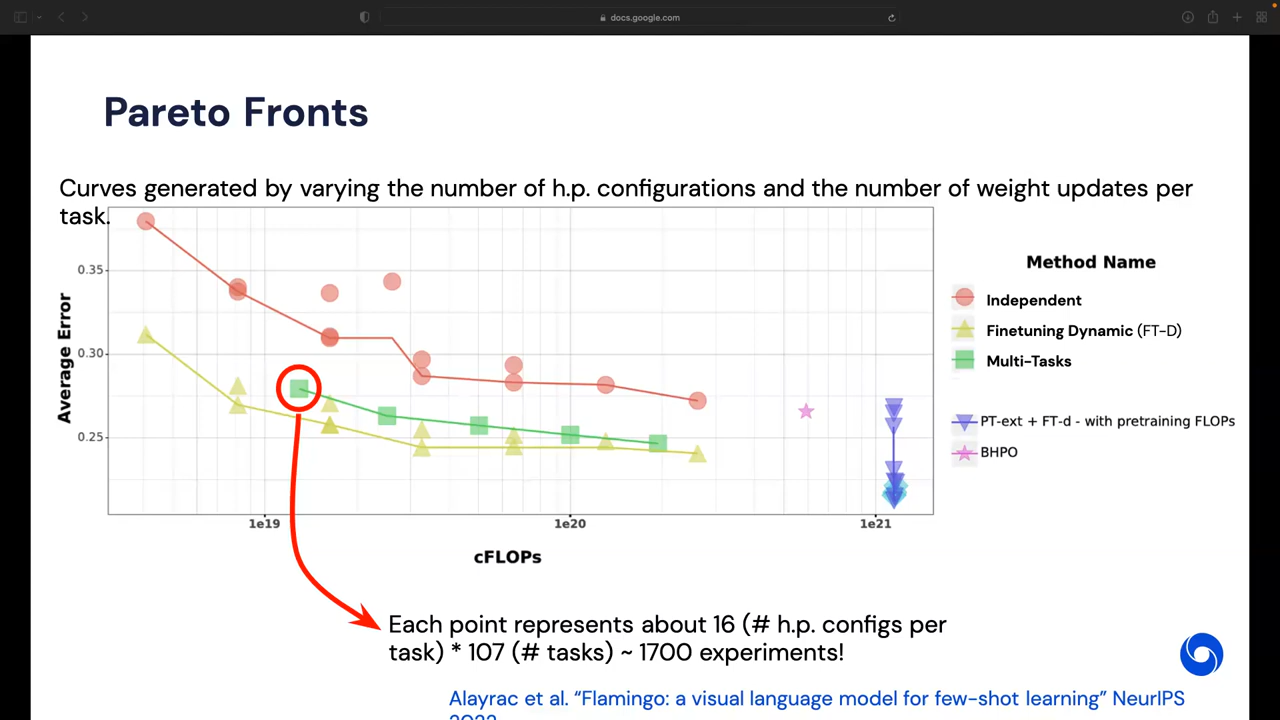 docs.google.com
Pareto Fronts
Curves generated by varying the number of h.p. configurations and the number of weight updates per
task.
0.35
0.30
0.25
Average Error
1e19
1e20
1e21
cFLOPs
Method Name
Independent
Finetuning Dynamic (FT-D)
Multi-Tasks
PT-ext + FT-d - with pretraining FLOPs
BHPO
Each point represents about 16 (# h.p. configs per
task) * 107 (# tasks) ~ 1700 experiments!
Alayrac et al. “Flamingo: a visual language model for few-shot learning” NeurIPS
2022